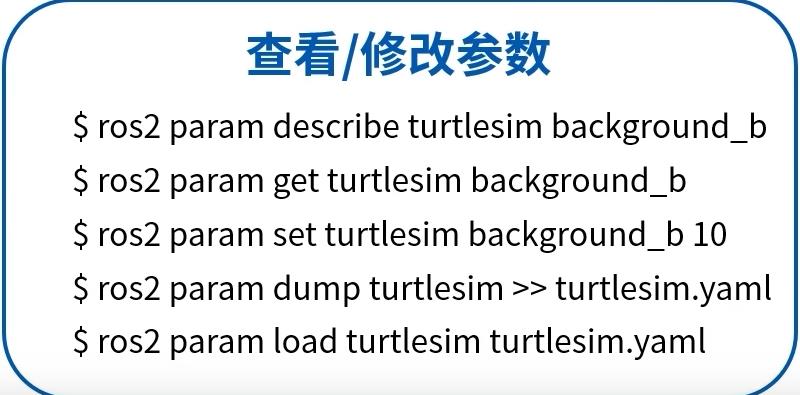 查看/修改参数
$ ros2 param describe turtlesim background_b
$ ros2 param get turtlesim background_b
$ ros2 param set turtlesim background_b 10
$ ros2 param dump turtlesim >> turtlesim.yaml
$ ros2 param load turtlesim turtlesim.yaml